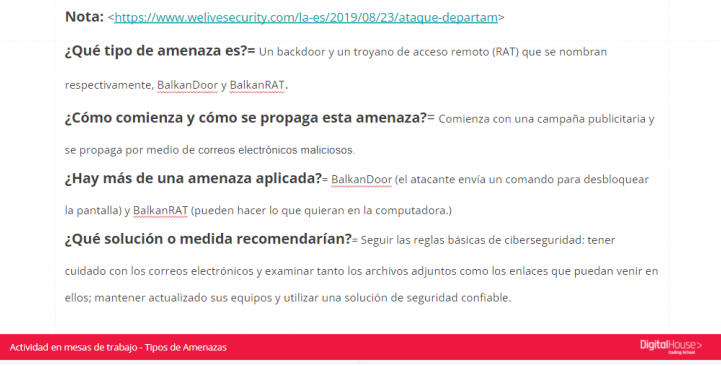 Nota: <https://www.welivesecurity.com/la-es/2019/08/23/ataque-departam>
¿Qué tipo de amenaza es?= Un backdoor y un troyano de acceso remoto (RAT) que se nombran
respectivamente, BalkanDoor y BalkanRAT.
¿Cómo comienza y cómo se propaga esta amenaza?= Comienza con una campaña publicitaria y
se propaga por medio de correos electrónicos maliciosos.
¿Hay más de una amenaza aplicada?= BalkanDoor (el atacante envía un comando para desbloquear
la pantalla) y BalkanRAT (pueden hacer lo que quieran en la computadora.)
¿Qué solución o medida recomendarían?= Seguir las reglas básicas de ciberseguridad: tener
cuidado con los correos electrónicos y examinar tanto los archivos adjuntos como los enlaces que puedan venir en
ellos; mantener actualizado sus equipos y utilizar una solución de seguridad confiable.
Actividad en mesas de trabajo - Tipos de Amenazas
DigitalHouse>
Coding School